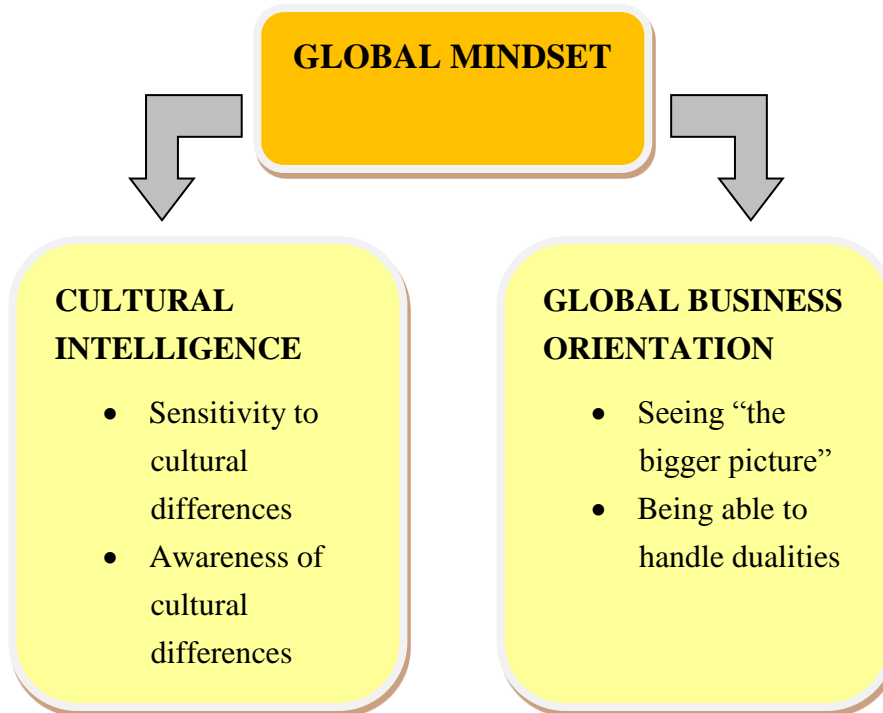 GLOBAL MINDSET
CULTURAL
INTELLIGENCE
• Sensitivity to
cultural
differences
• Awareness of
cultural
differences
GLOBAL BUSINESS
ORIENTATION
• Seeing “the
bigger picture”
• Being able to
handle dualities